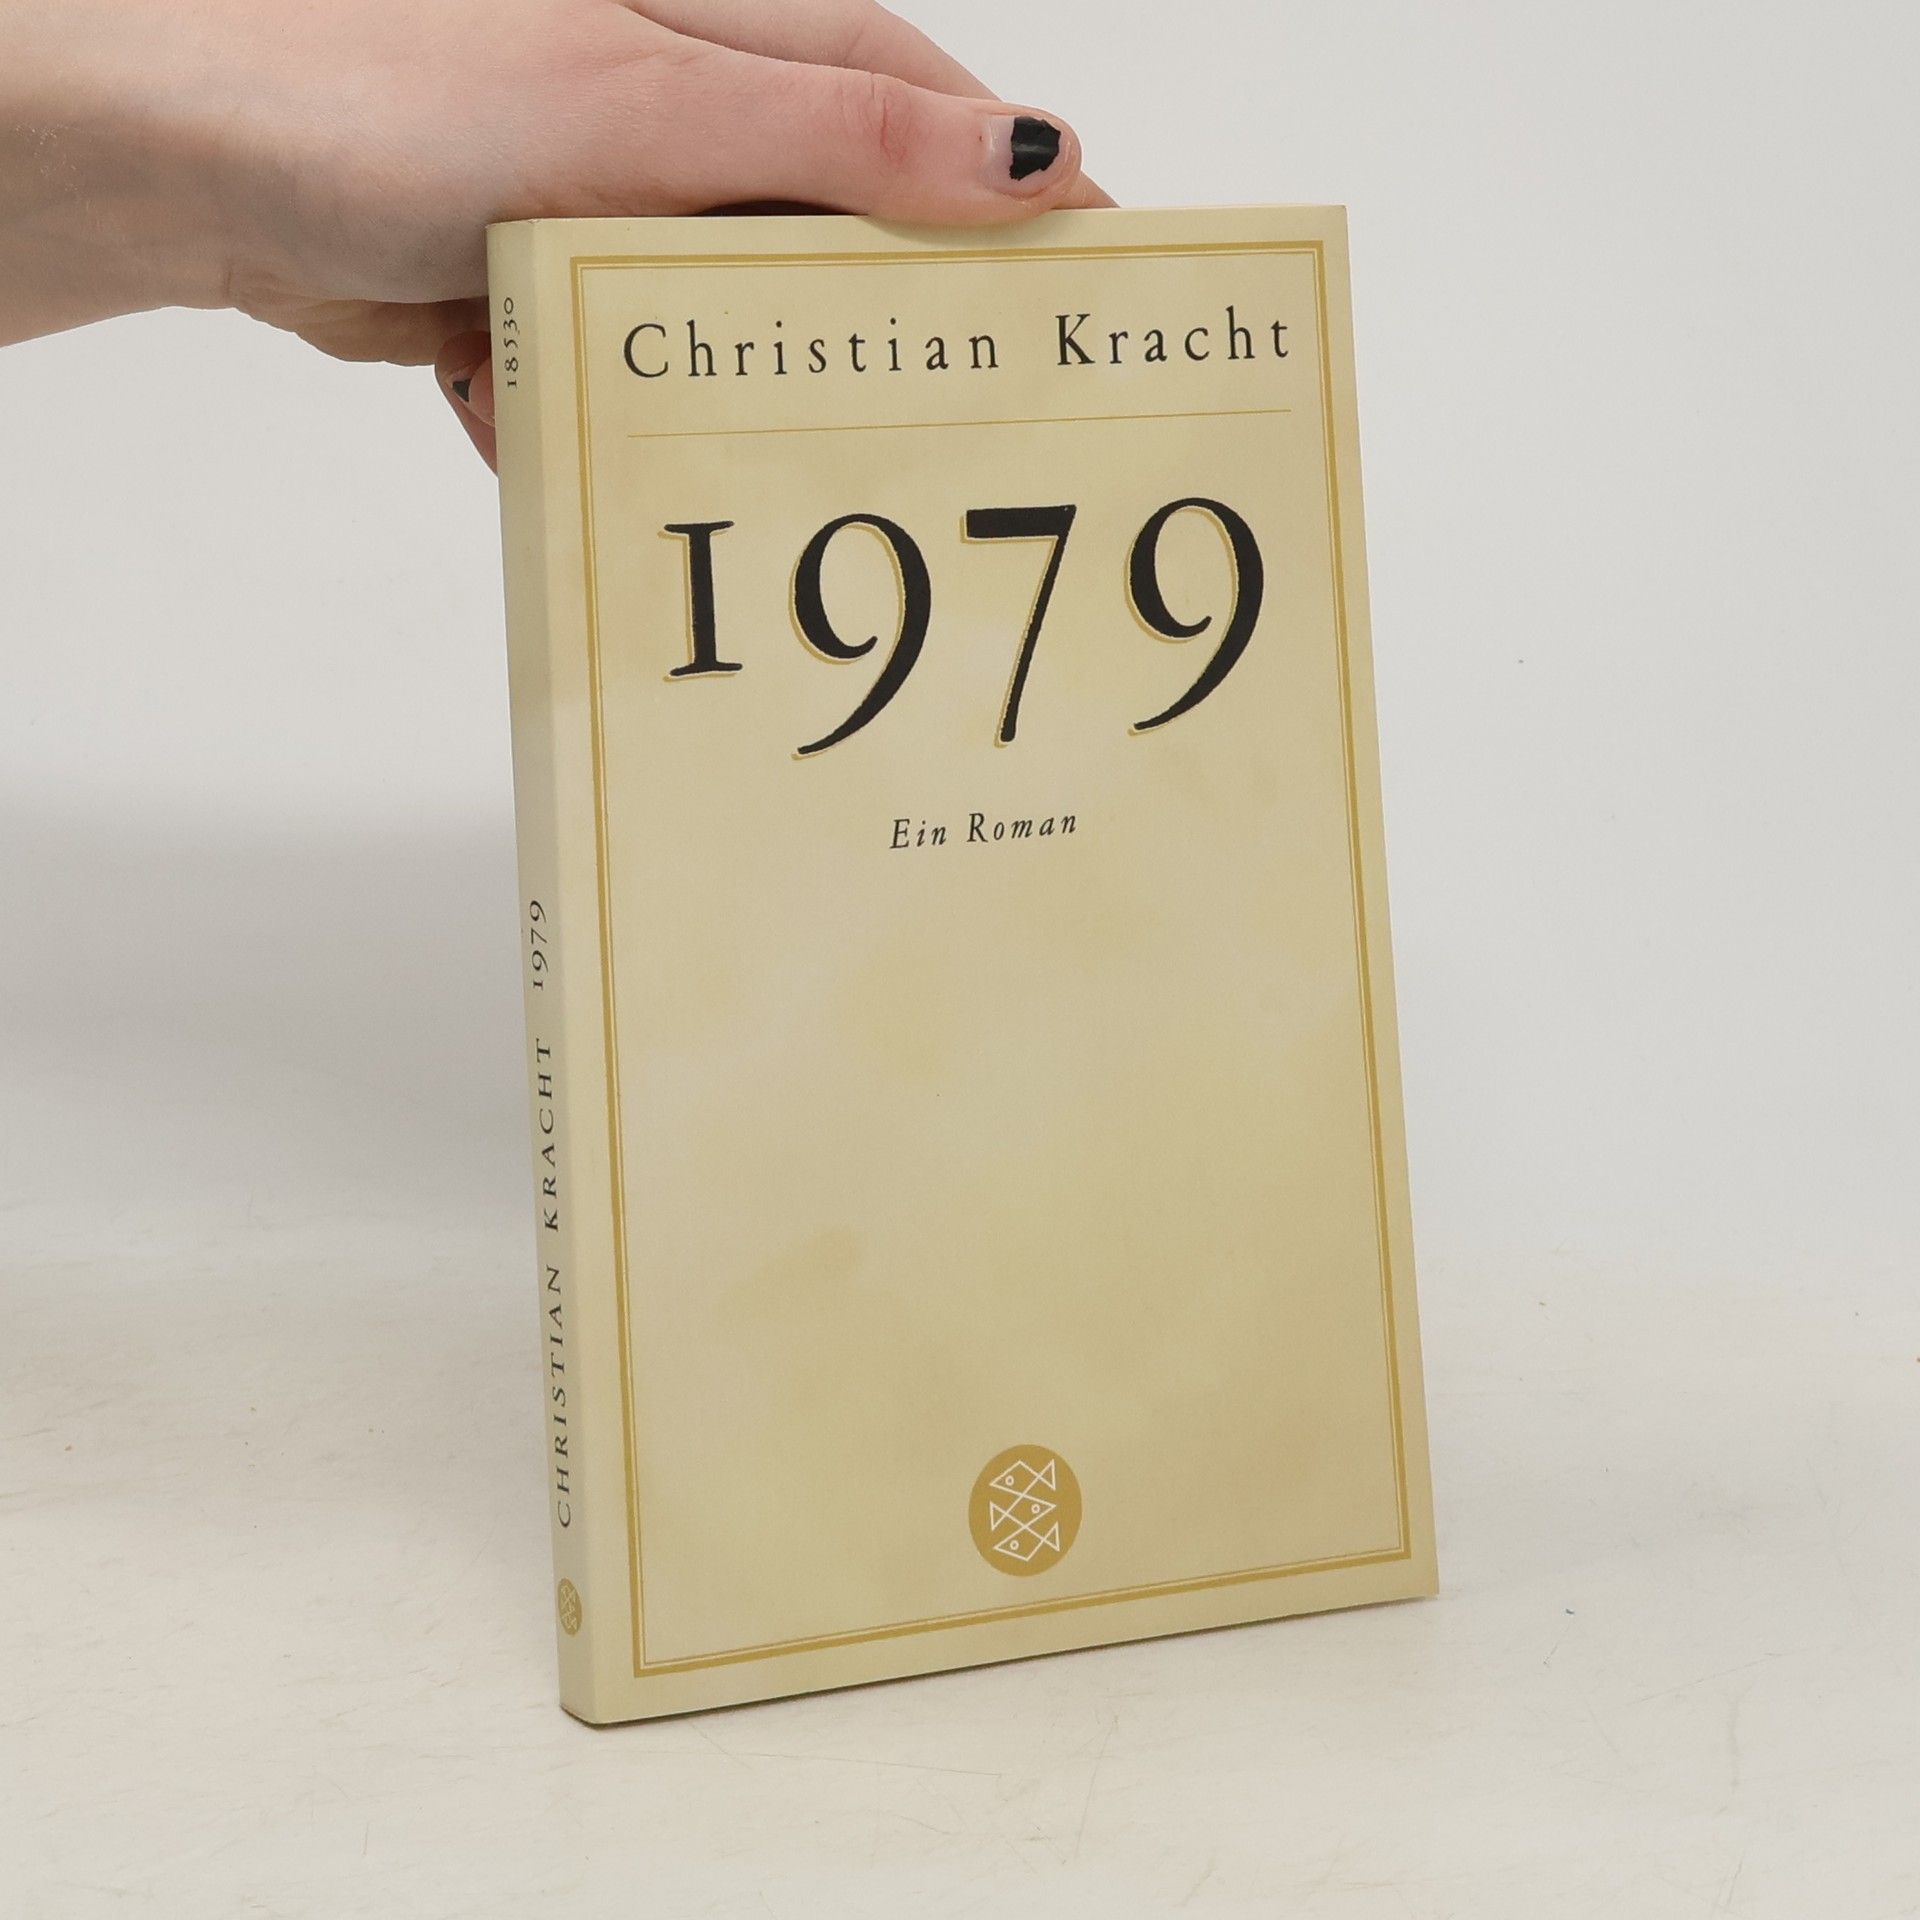 Christian Kracht
1979
Ein Roman
18530
CHRISTIAN KRACHT 1979